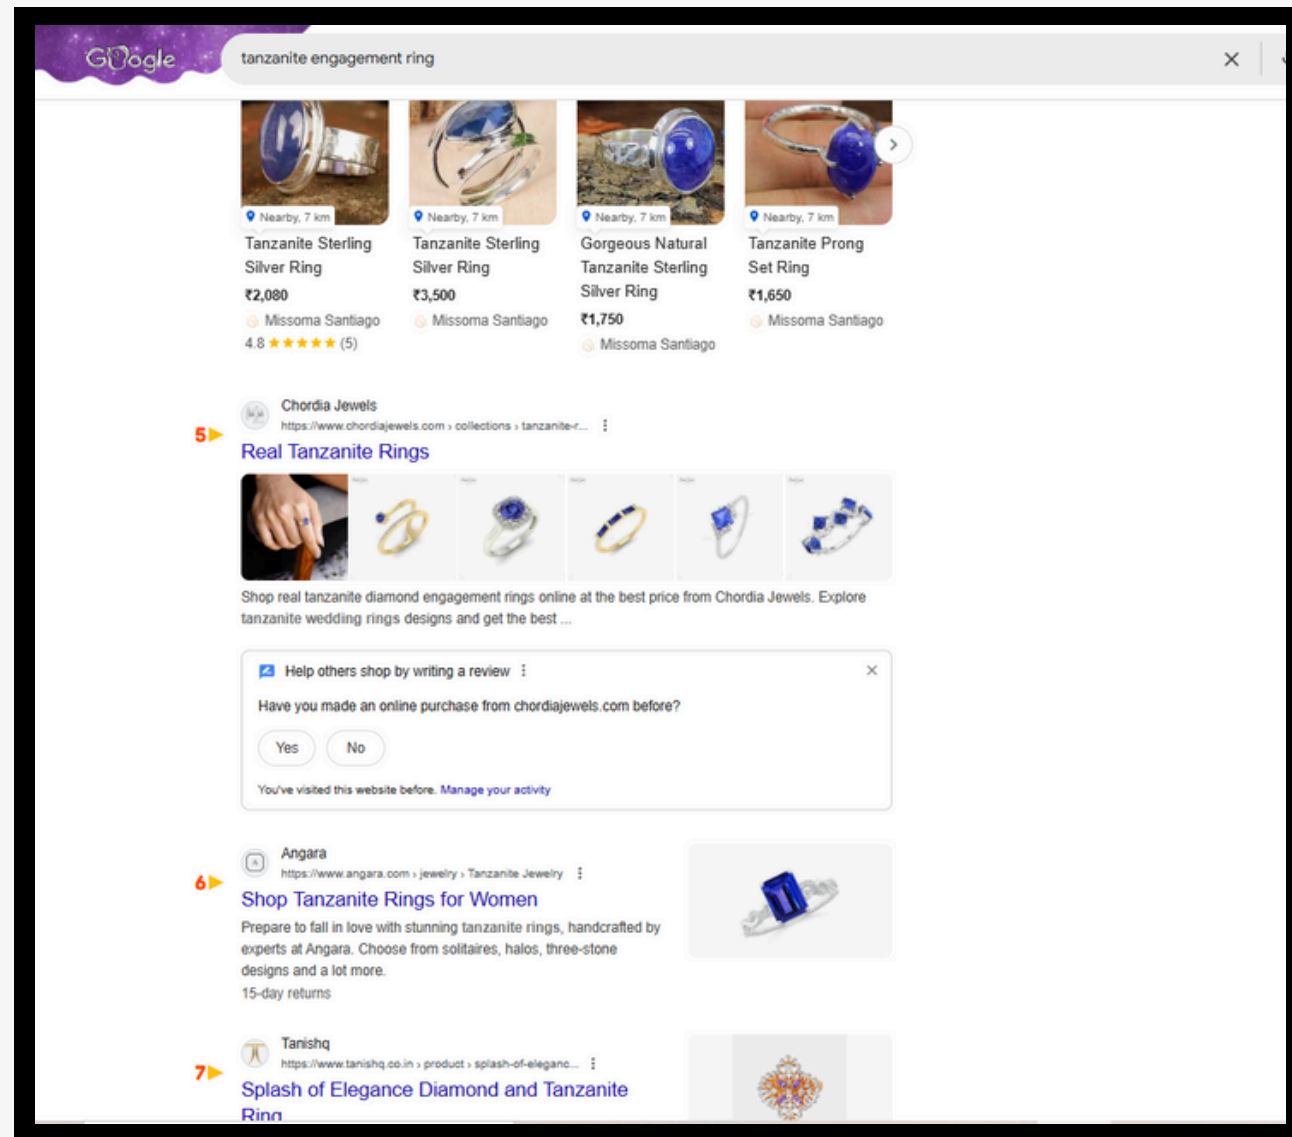 Google
tanzanite engagement ring
Nearby, 7 km
Nearby, 7 km
Nearby, 7 km
Nearby, 7 km
Tanzanite Sterling
Silver Ring
₹2,080
Missoma Santiago
4.8 ★★★★★ (5)
Tanzanite Sterling
Silver Ring
₹3,500
Missoma Santiago
Gorgeous Natural
Tanzanite Sterling
Silver Ring
₹1,750
Missoma Santiago
Tanzanite Prong
Set Ring
₹1,650
Missoma Santiago
Chordia Jewels
https://www.chordiajewels.com › collections › tanzanite-r...
5
Real Tanzanite Rings
Shop real tanzanite diamond engagement rings online at the best price from Chordia Jewels. Explore
tanzanite wedding rings designs and get the best ...
Help others shop by writing a review
Have you made an online purchase from chordiajewels.com before?
Yes No
You've visited this website before. Manage your activity
Angara
https://www.angara.com › jewelry › Tanzanite Jewelry
6
Shop Tanzanite Rings for Women
Prepare to fall in love with stunning tanzanite rings, handcrafted by
experts at Angara. Choose from solitaires, halos, three-stone
designs and a lot more.
15-day returns
Tanishq
https://www.tanishq.co.in › product › splash-of-eleganc...
7
Splash of Elegance Diamond and Tanzanite
Ring